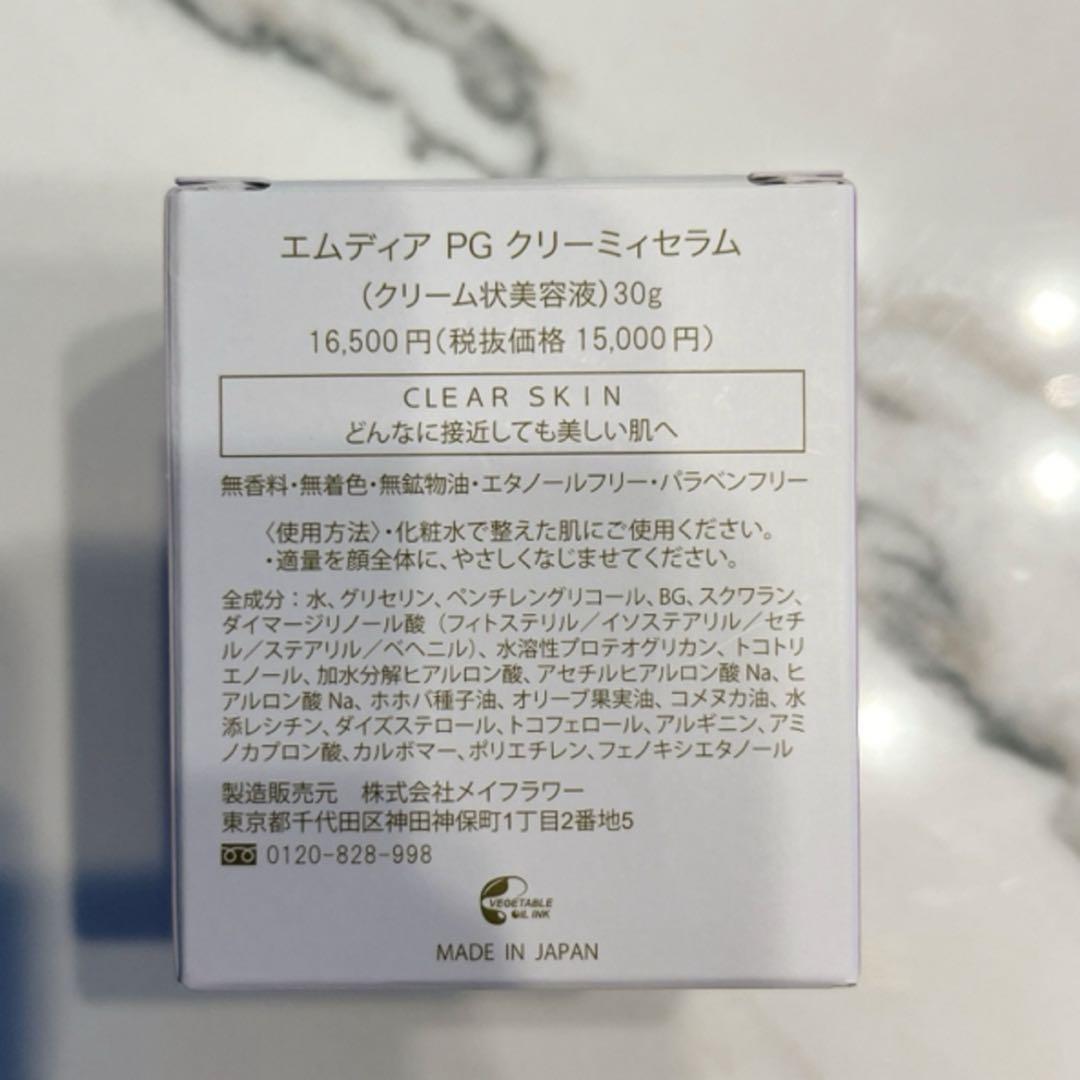 エムディア PG クリーミィセラム
（クリーム状美容液）30g
16,500円（税抜価格 15,000円）
CLEAR SKIN
どんなに接近しても美しい肌へ
無香料・無着色・無鉱物油・エタノールフリー・パラベンフリー
〈使用方法〉・化粧水で整えた肌にご使用ください。
・適量を顔全体に、やさしくなじませてください。
全成分：水、グリセリン、ペンチレングリコール、BG、スクワラン、
ダイマージリノール酸（フィトステリル／イソステアリル／セチ
ル／ステアリル／ベヘニル）、水溶性プロテオグリカン、トコトリ
エノール、加水分解ヒアルロン酸、アセチルヒアルロン酸Na、ヒ
アルロン酸Na、ホホバ種子油、オリーブ果実油、コメヌカ油、水
添レシチン、ダイズステロール、トコフェロール、アルギニン、アミ
ノカプロン酸、カルボマー、ポリエチレン、フェノキシエタノール
製造販売元　株式会社メイフラワー
東京都千代田区神田神保町1丁目2番地5
0120-828-998
VEGETABLE
OIL INK
MADE IN JAPAN